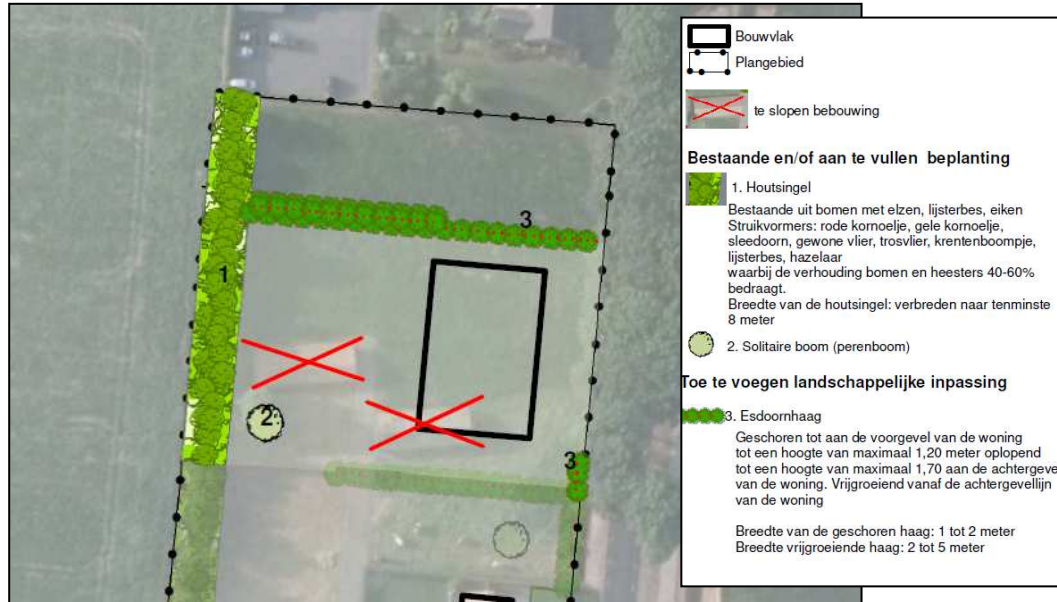 Bouwvlak
Plangebied
te slopen bebouwing
Bestaande en/of aan te vullen beplanting
1. Houtsingel
Bestaande uit bomen met elzen, lijsterbes, eiken
Struikvormers: rode kornoelje, gele kornoelje,
sleedoorn, gewone vlier, trosvlier, krentenboompje,
lijsterbes, hazelaar
waarbij de verhouding bomen en heesters 40-60%
bedraagt.
Breedte van de houtsingel: verbreden naar tenminste
8 meter
2. Solitaire boom (perenboom)
Toe te voegen landschappelijke inpassing
3. Esdoornhaag
Geschoren tot aan de voorgevel van de woning
tot een hoogte van maximaal 1,20 meter oplopend
tot een hoogte van maximaal 1,70 aan de achtergeve
van de woning. Vrijgroeiend vanaf de achtergevellijn
van de woning
Breedte van de geschoren haag: 1 tot 2 meter
Breedte vrijgroeiende haag: 2 tot 5 meter
3
1
2
3